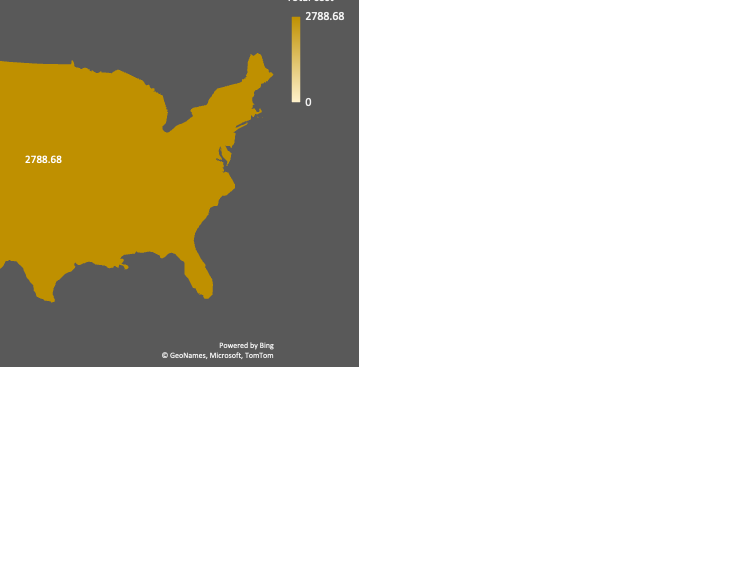 2788.68
0
2788.68
Powered by Bing
© GeoNames, Microsoft, TomTom